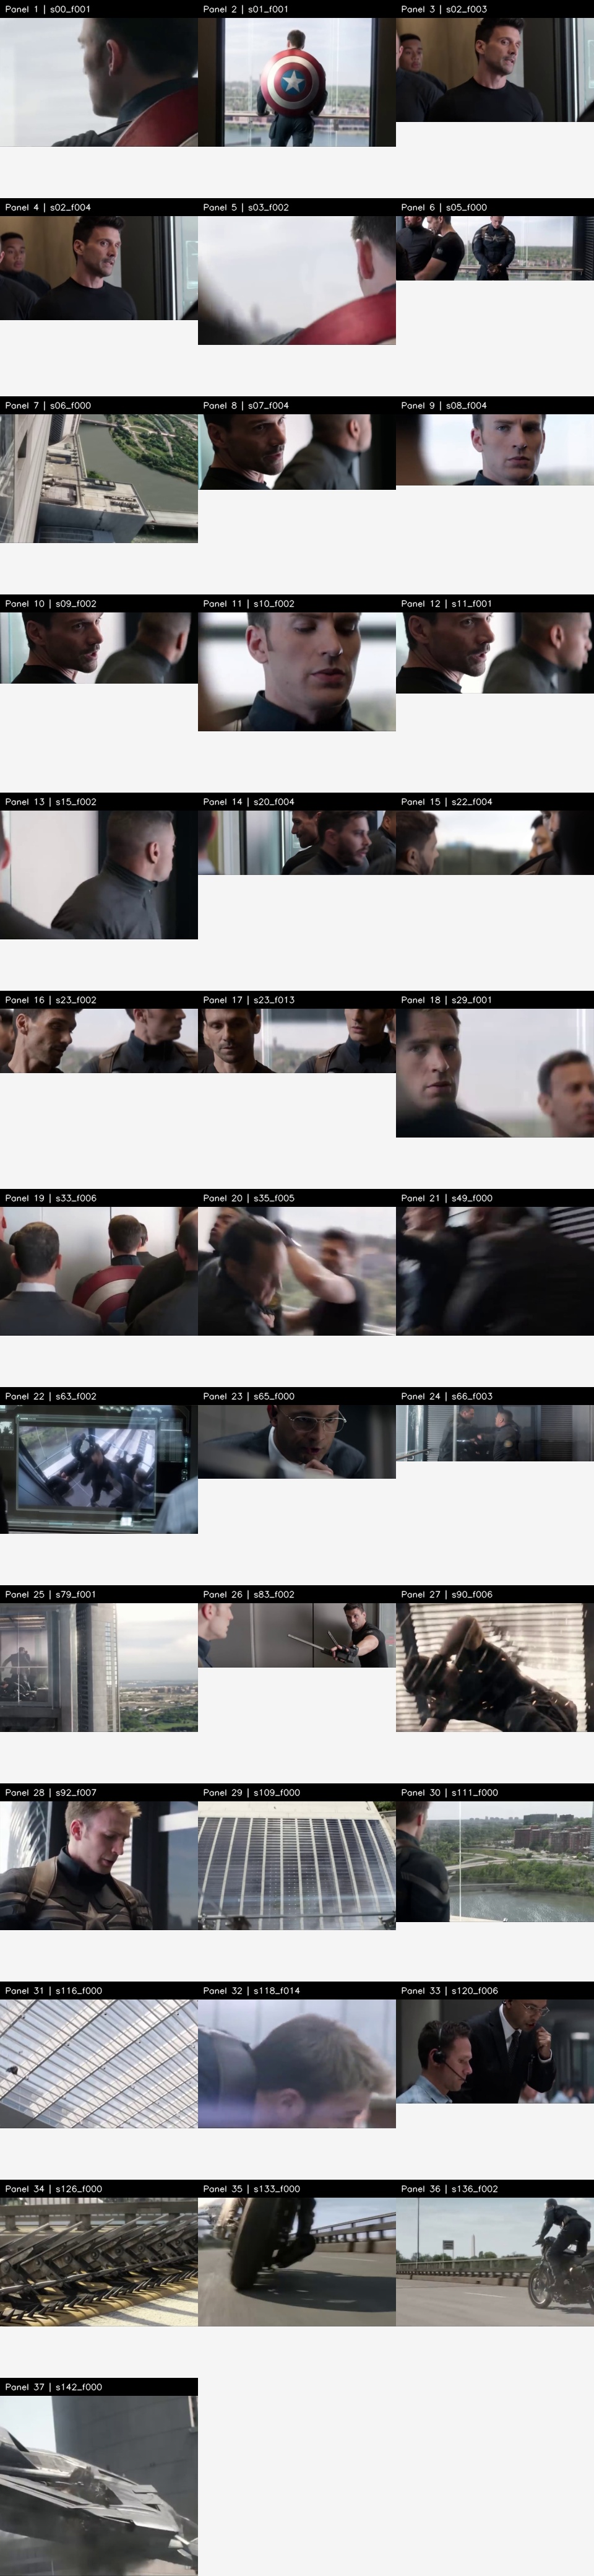 Panel 1 | s00_f001
Panel 2 | s01_f001
Panel 3 | s02_f003
Panel 4 | s02_f004
Panel 5 | s03_f002
Panel 6 | s05_f000
Panel 7 | s06_f000
Panel 8 | s07_f004
Panel 9 | s08_f004
Panel 10 | s09_f002
Panel 11 | s10_f002
Panel 12 | s11_f001
Panel 13 | s15_f002
Panel 14 | s20_f004
Panel 15 | s22_f004
Panel 16 | s23_f002
Panel 17 | s23_f013
Panel 18 | s29_f001
Panel 19 | s33_f006
Panel 20 | s35_f005
Panel 21 | s49_f000
Panel 22 | s63_f002
Panel 23 | s65_f000
Panel 24 | s66_f003
Panel 25 | s79_f001
Panel 26 | s83_f002
Panel 27 | s90_f006
Panel 28 | s92_f007
Panel 29 | s109_f000
Panel 30 | s111_f000
Panel 31 | s116_f000
Panel 32 | s118_f014
Panel 33 | s120_f006
Panel 34 | s126_f000
Panel 35 | s133_f000
Panel 36 | s136_f002
Panel 37 | s142_f000